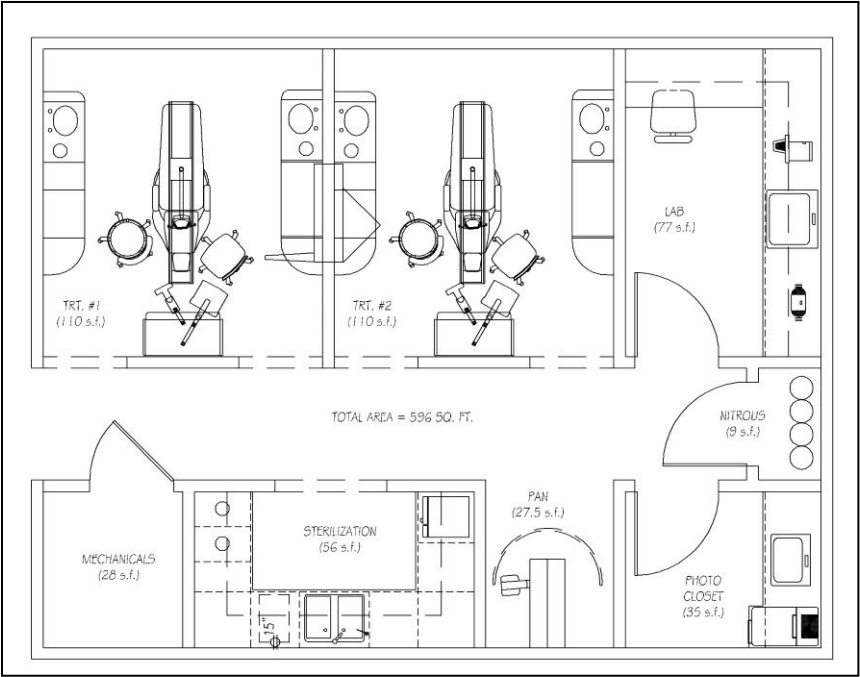 LAB
(77 s.f.)
TRT. #1
(110 s.f.)
TRT. #2
(110 s.f.)
TOTAL AREA = 596 SQ. FT.
NITROUS
(9 s.f.)
PAN
(27.5 s.f.)
STERILIZATION
(56 s.f.)
MECHANICALS
(28 s.f.)
PHOTO
CLOSET
(35 s.f.)
15"